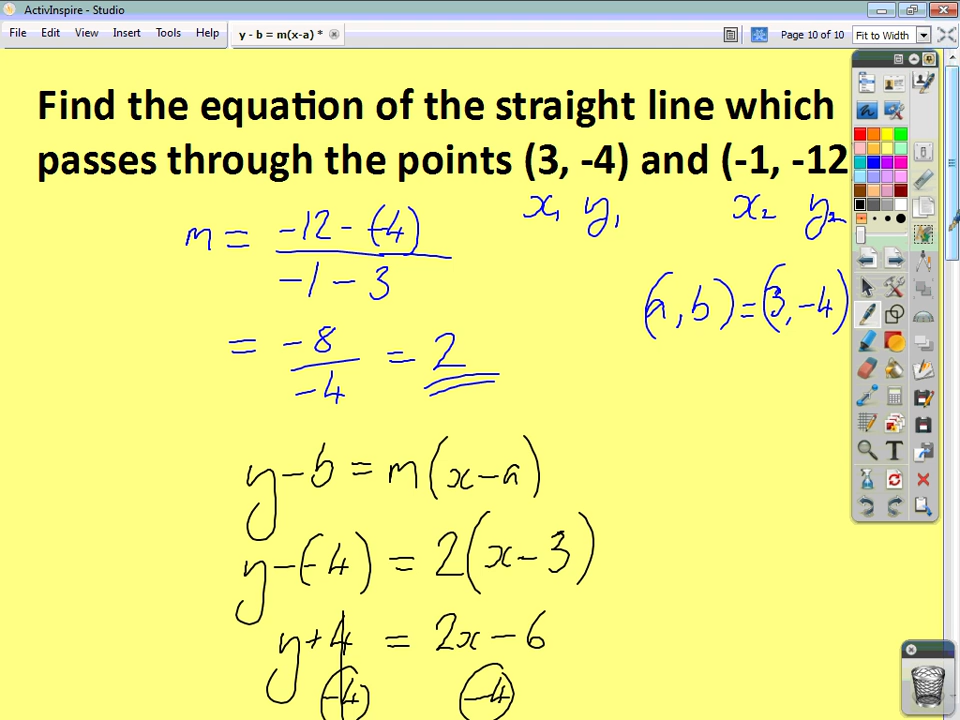 ActivInspire - Studio
File Edit View Insert Tools Help y - b = m(x-a) * Page 10 of 10 Fit to Width
Find the equation of the straight line which
passes through the points (3, -4) and (-1, -12
x₁ y₁ x₂ y₂
m = -12 - (-4)
-1 - 3
(a, b) = (3, -4)
= -8 = 2
-4
y - b = m(x - a)
y - (-4) = 2(x - 3)
y + 4 = 2x - 6
-4 -4